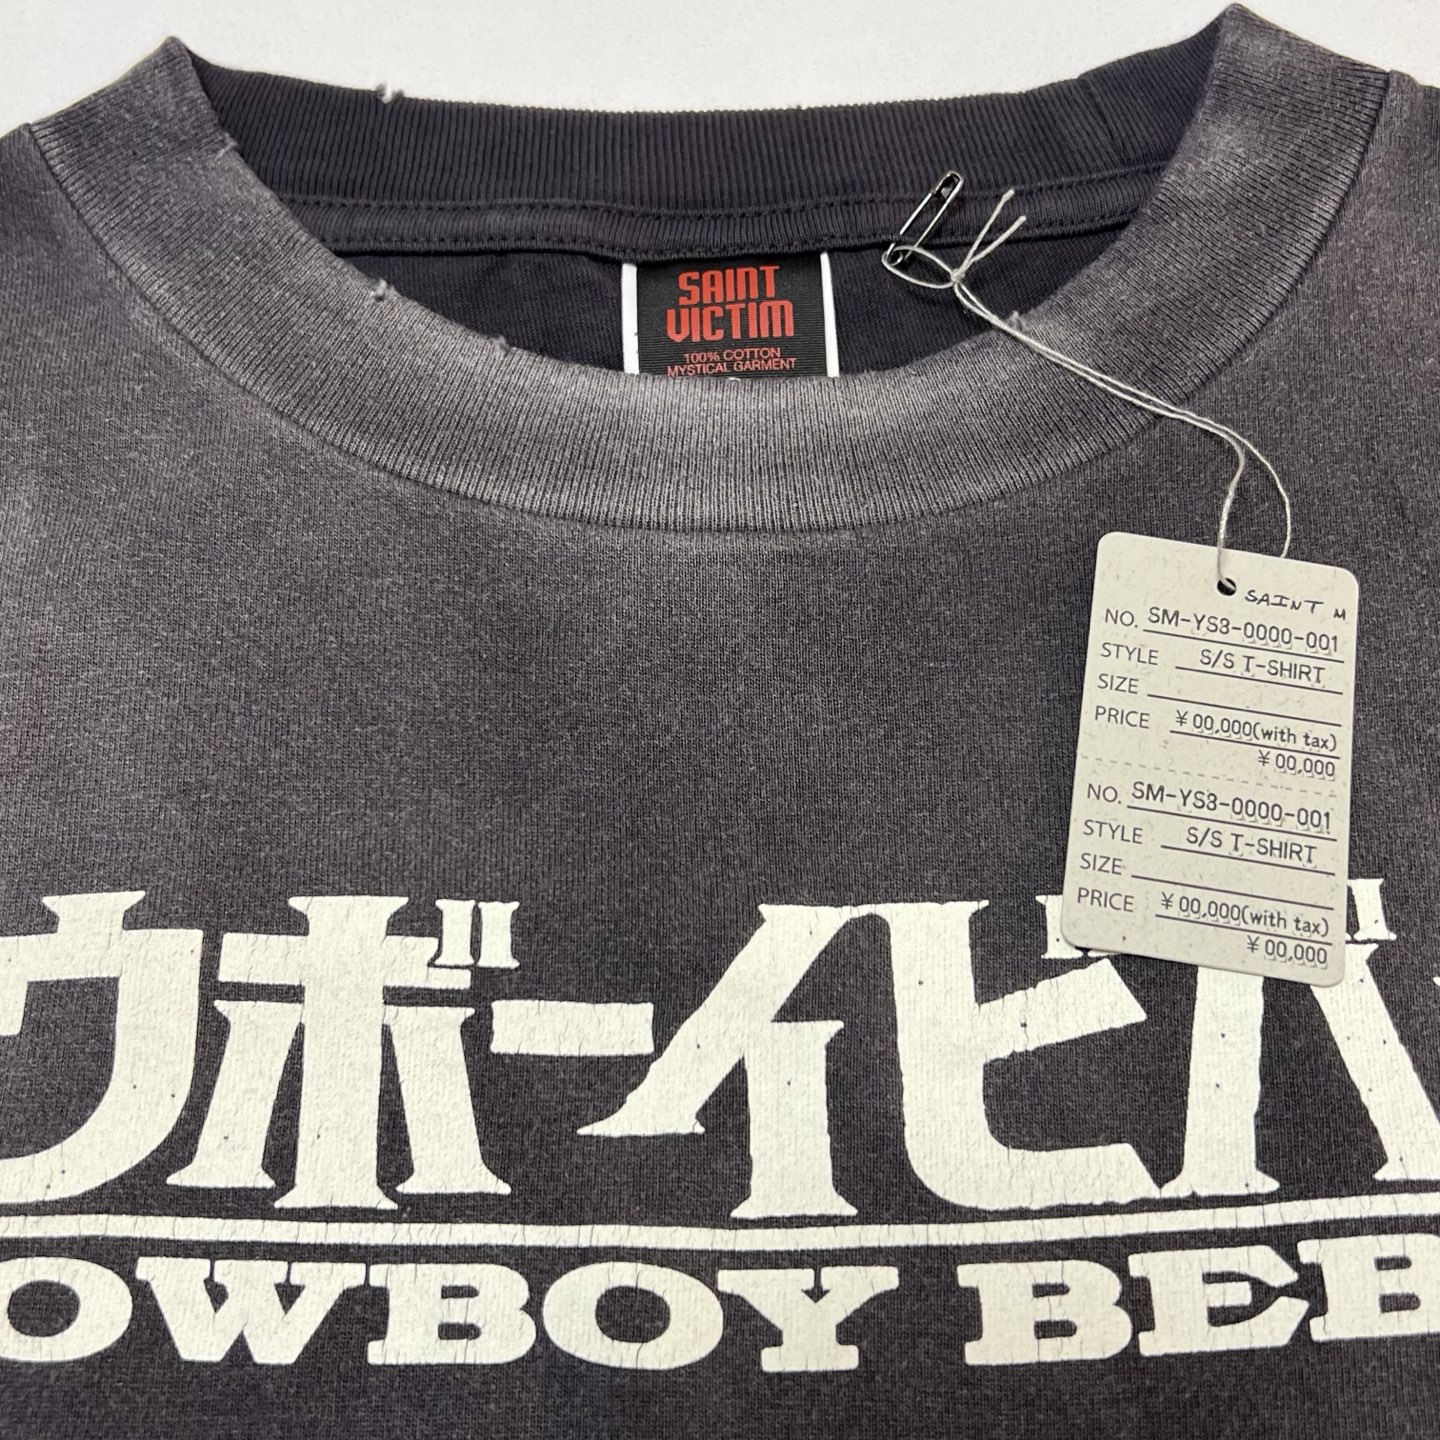 SAINT
VICTIM
100% COTTON
MYSTICAL GARMENT
SAINT M
NO. SM-YS3-0000-001
STYLE S/S T-SHIRT
SIZE
PRICE ¥00,000(with tax)
¥00,000
NO. SM-YS3-0000-001
STYLE S/S T-SHIRT
SIZE
PRICE ¥00,000(with tax)
¥00,000
ウボーイビバ
OWBOY BEB